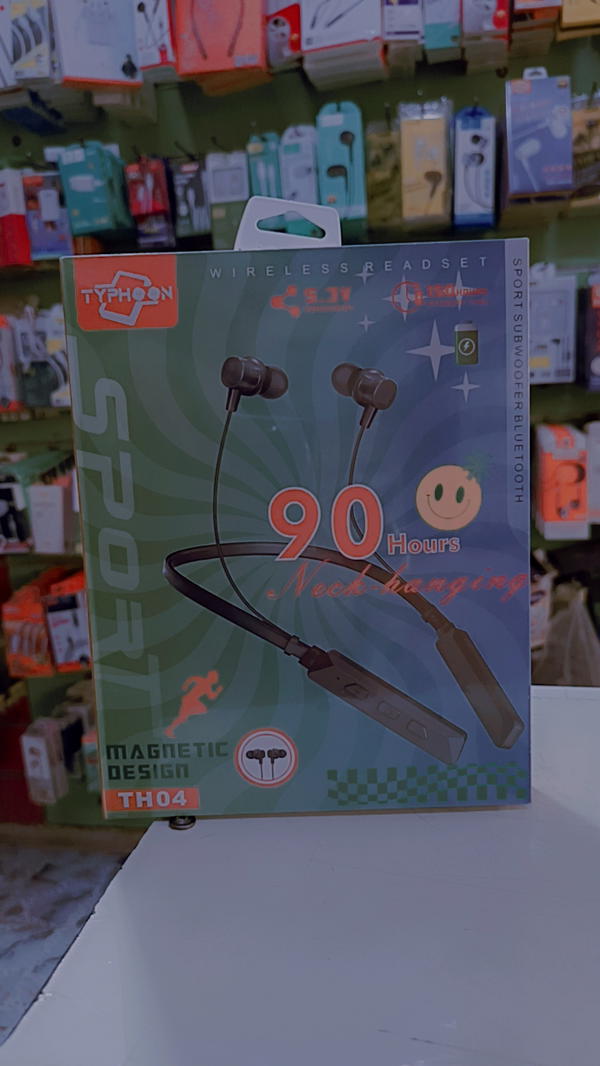 TYPHOON
WIRELESS READSET
SPORT SUBWOOFER BLUETOOTH
SPORT
90
Hours
Neck-hanging
MAGNETIC
DESIGN
TH04